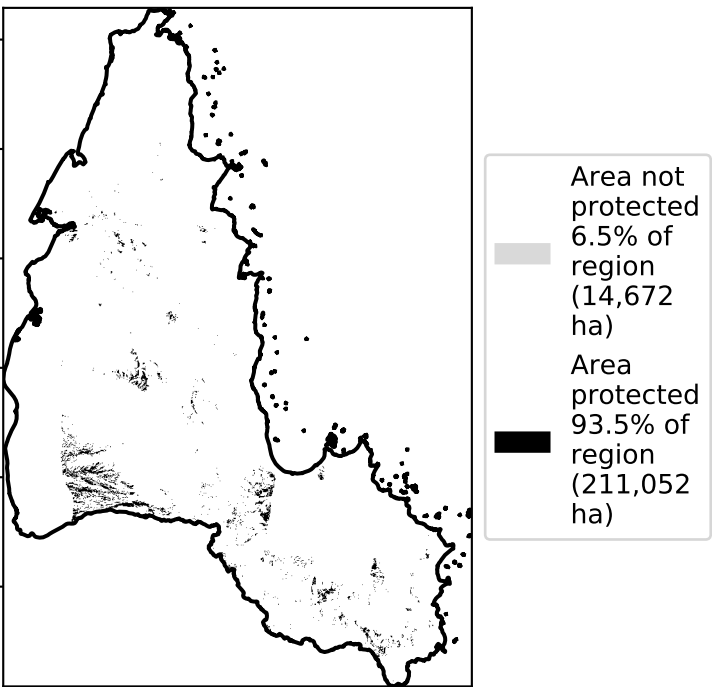 Area not
protected
6.5% of
region
(14,672
ha)
Area
protected
93.5% of
region
(211,052
ha)